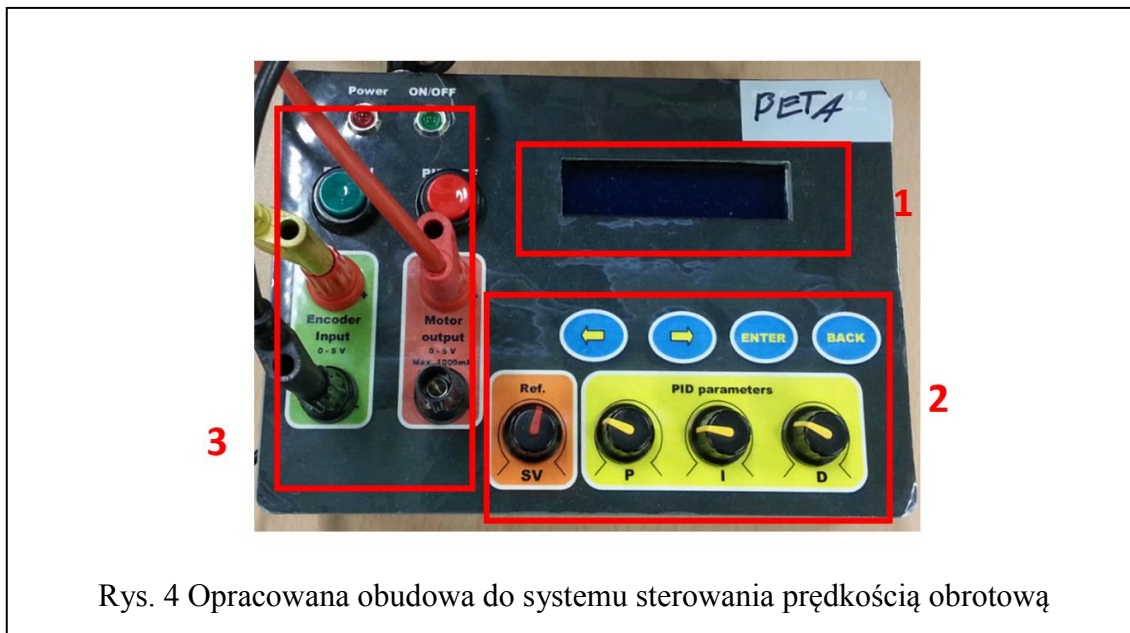 Power ON/OFF
BETA
1
Encoder
Input
0 - 5 V
Motor
output
0 - 5 V
ENTER
BACK
Ref.
SV
PID parameters
P
I
D
2
3
Rys. 4 Opracowana obudowa do systemu sterowania prędkością obrotową